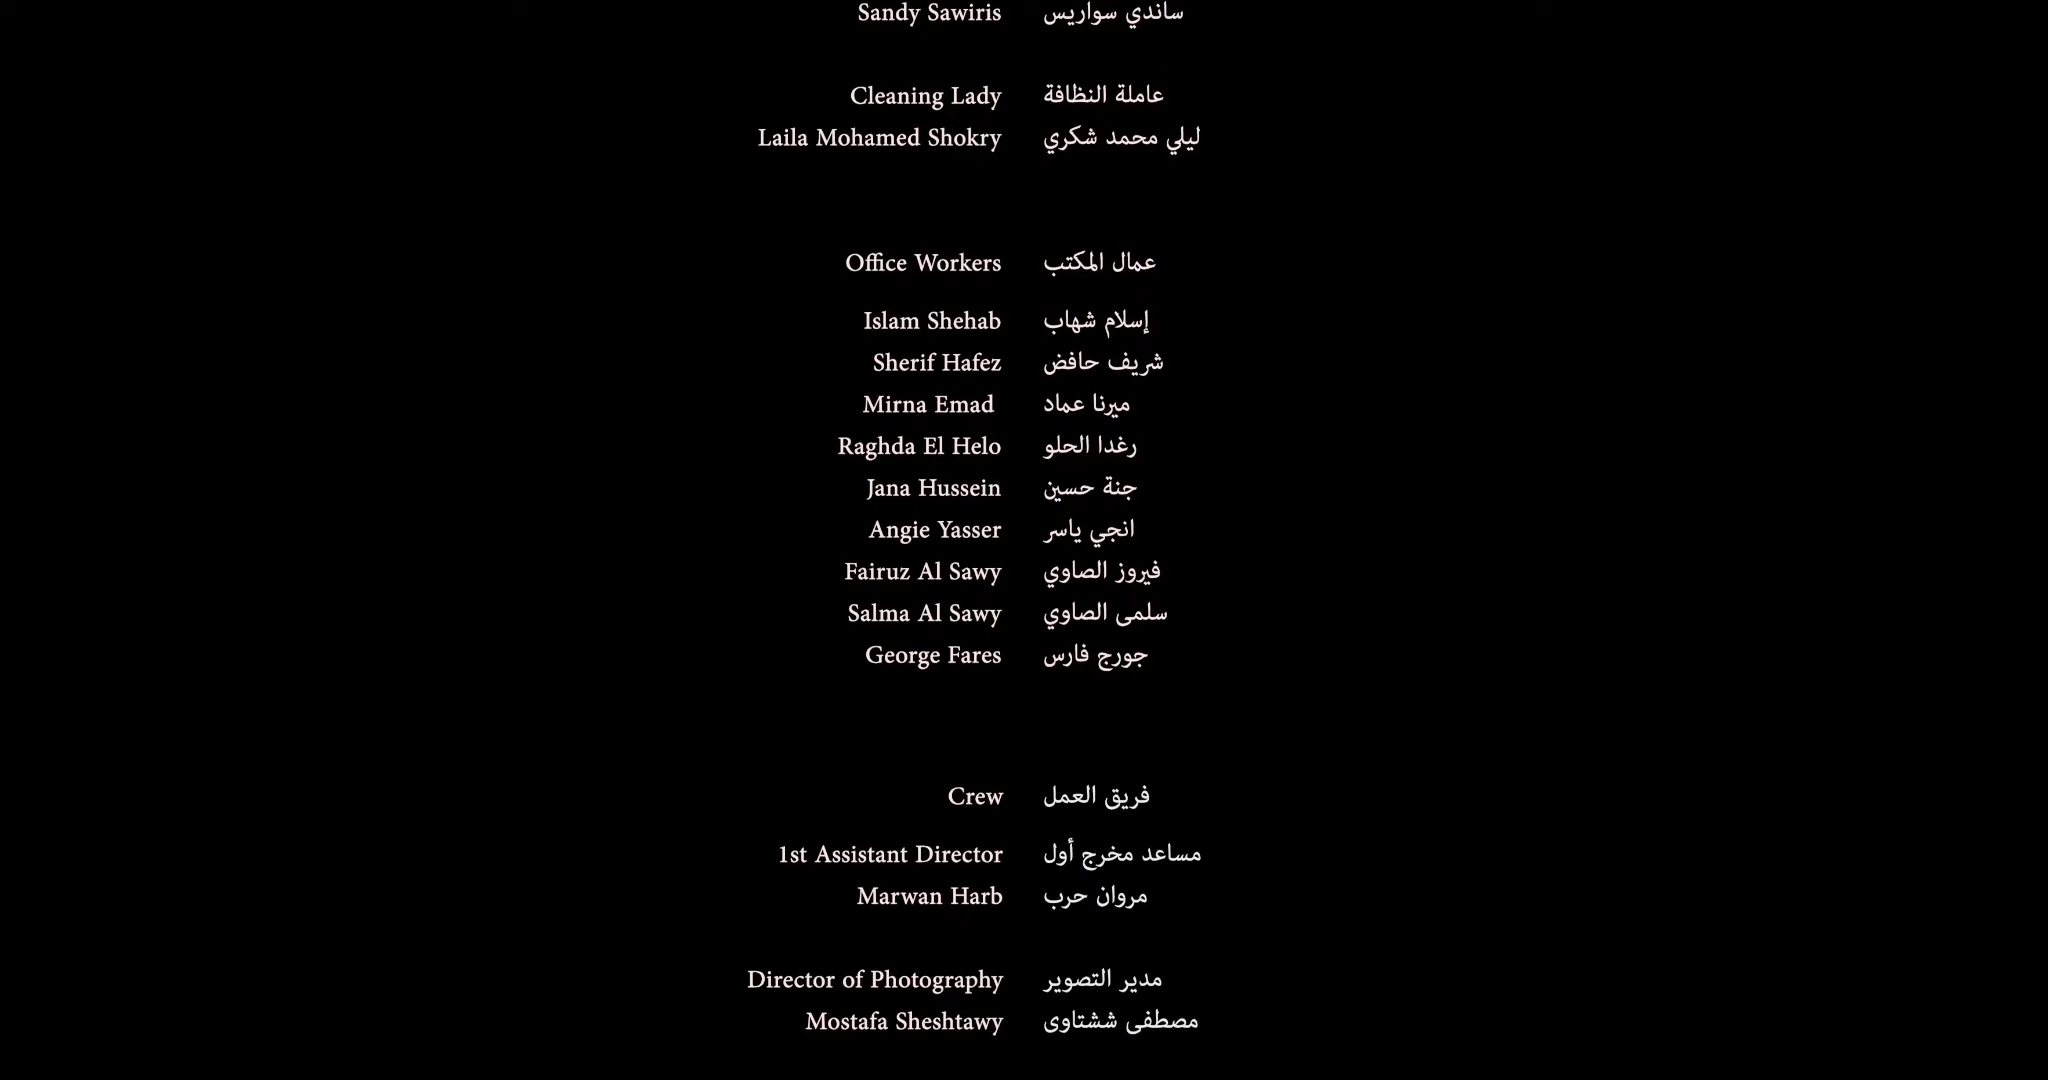 Sandy Sawiris ساندي سواريس
Cleaning Lady عاملة النظافة
Laila Mohamed Shokry ليلي محمد شكري
Office Workers عمال المكتب
Islam Shehab إسلام شهاب
Sherif Hafez شريف حافض
Mirna Emad ميرنا عماد
Raghda El Helo رغدا الحلو
Jana Hussein جنة حسين
Angie Yasser انجي ياسر
Fairuz Al Sawy فيروز الصاوي
Salma Al Sawy سلمى الصاوي
George Fares جورج فارس
Crew فريق العمل
1st Assistant Director مساعد مخرج أول
Marwan Harb مروان حرب
Director of Photography مدير التصوير
Mostafa Sheshtawy مصطفى ششتاوى